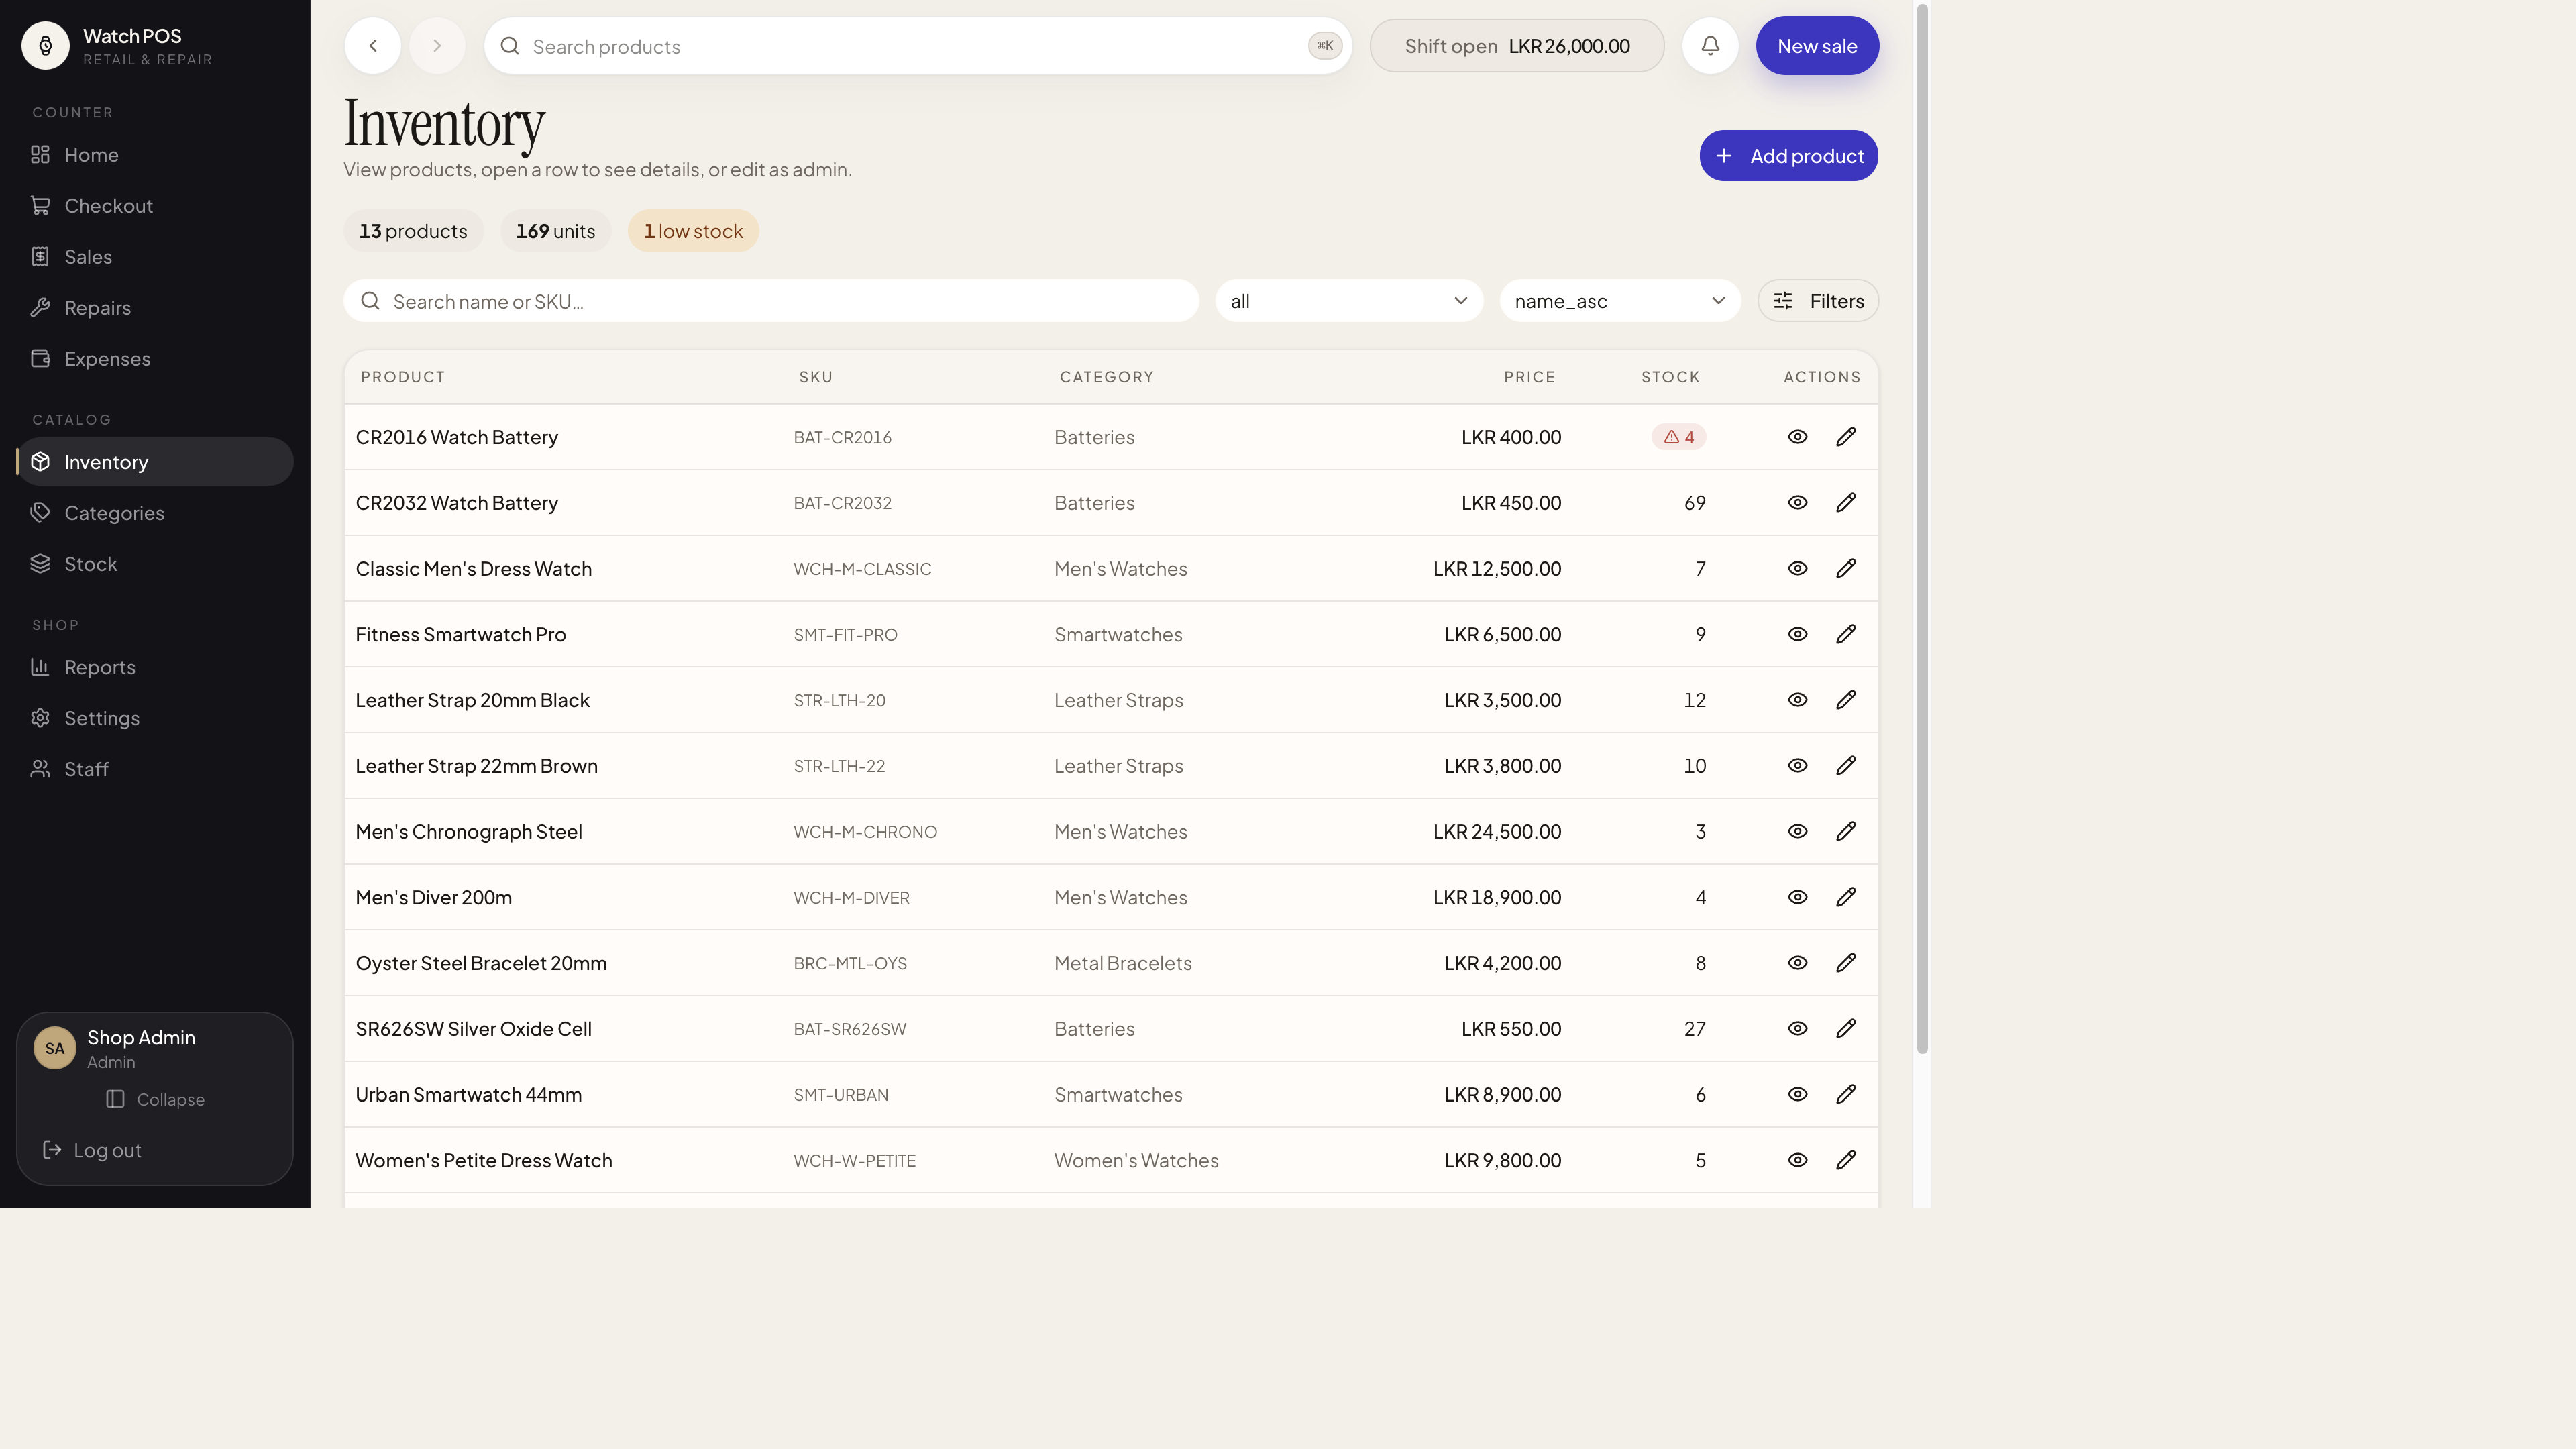 Watch POS
RETAIL & REPAIR
COUNTER
Home
Checkout
Sales
Repairs
Expenses
CATALOG
Inventory
Categories
Stock
SHOP
Reports
Settings
Staff
SA
Shop Admin
Admin
Collapse
Log out
Search products
⌘K
Shift open LKR 26,000.00
New sale
Inventory
View products, open a row to see details, or edit as admin.
Add product
13 products
169 units
1 low stock
Search name or SKU...
all
name_asc
Filters
PRODUCT SKU CATEGORY PRICE STOCK ACTIONS
CR2016 Watch Battery BAT-CR2016 Batteries LKR 400.00 4
CR2032 Watch Battery BAT-CR2032 Batteries LKR 450.00 69
Classic Men's Dress Watch WCH-M-CLASSIC Men's Watches LKR 12,500.00 7
Fitness Smartwatch Pro SMT-FIT-PRO Smartwatches LKR 6,500.00 9
Leather Strap 20mm Black STR-LTH-20 Leather Straps LKR 3,500.00 12
Leather Strap 22mm Brown STR-LTH-22 Leather Straps LKR 3,800.00 10
Men's Chronograph Steel WCH-M-CHRONO Men's Watches LKR 24,500.00 3
Men's Diver 200m WCH-M-DIVER Men's Watches LKR 18,900.00 4
Oyster Steel Bracelet 20mm BRC-MTL-OYS Metal Bracelets LKR 4,200.00 8
SR626SW Silver Oxide Cell BAT-SR626SW Batteries LKR 550.00 27
Urban Smartwatch 44mm SMT-URBAN Smartwatches LKR 8,900.00 6
Women's Petite Dress Watch WCH-W-PETITE Women's Watches LKR 9,800.00 5